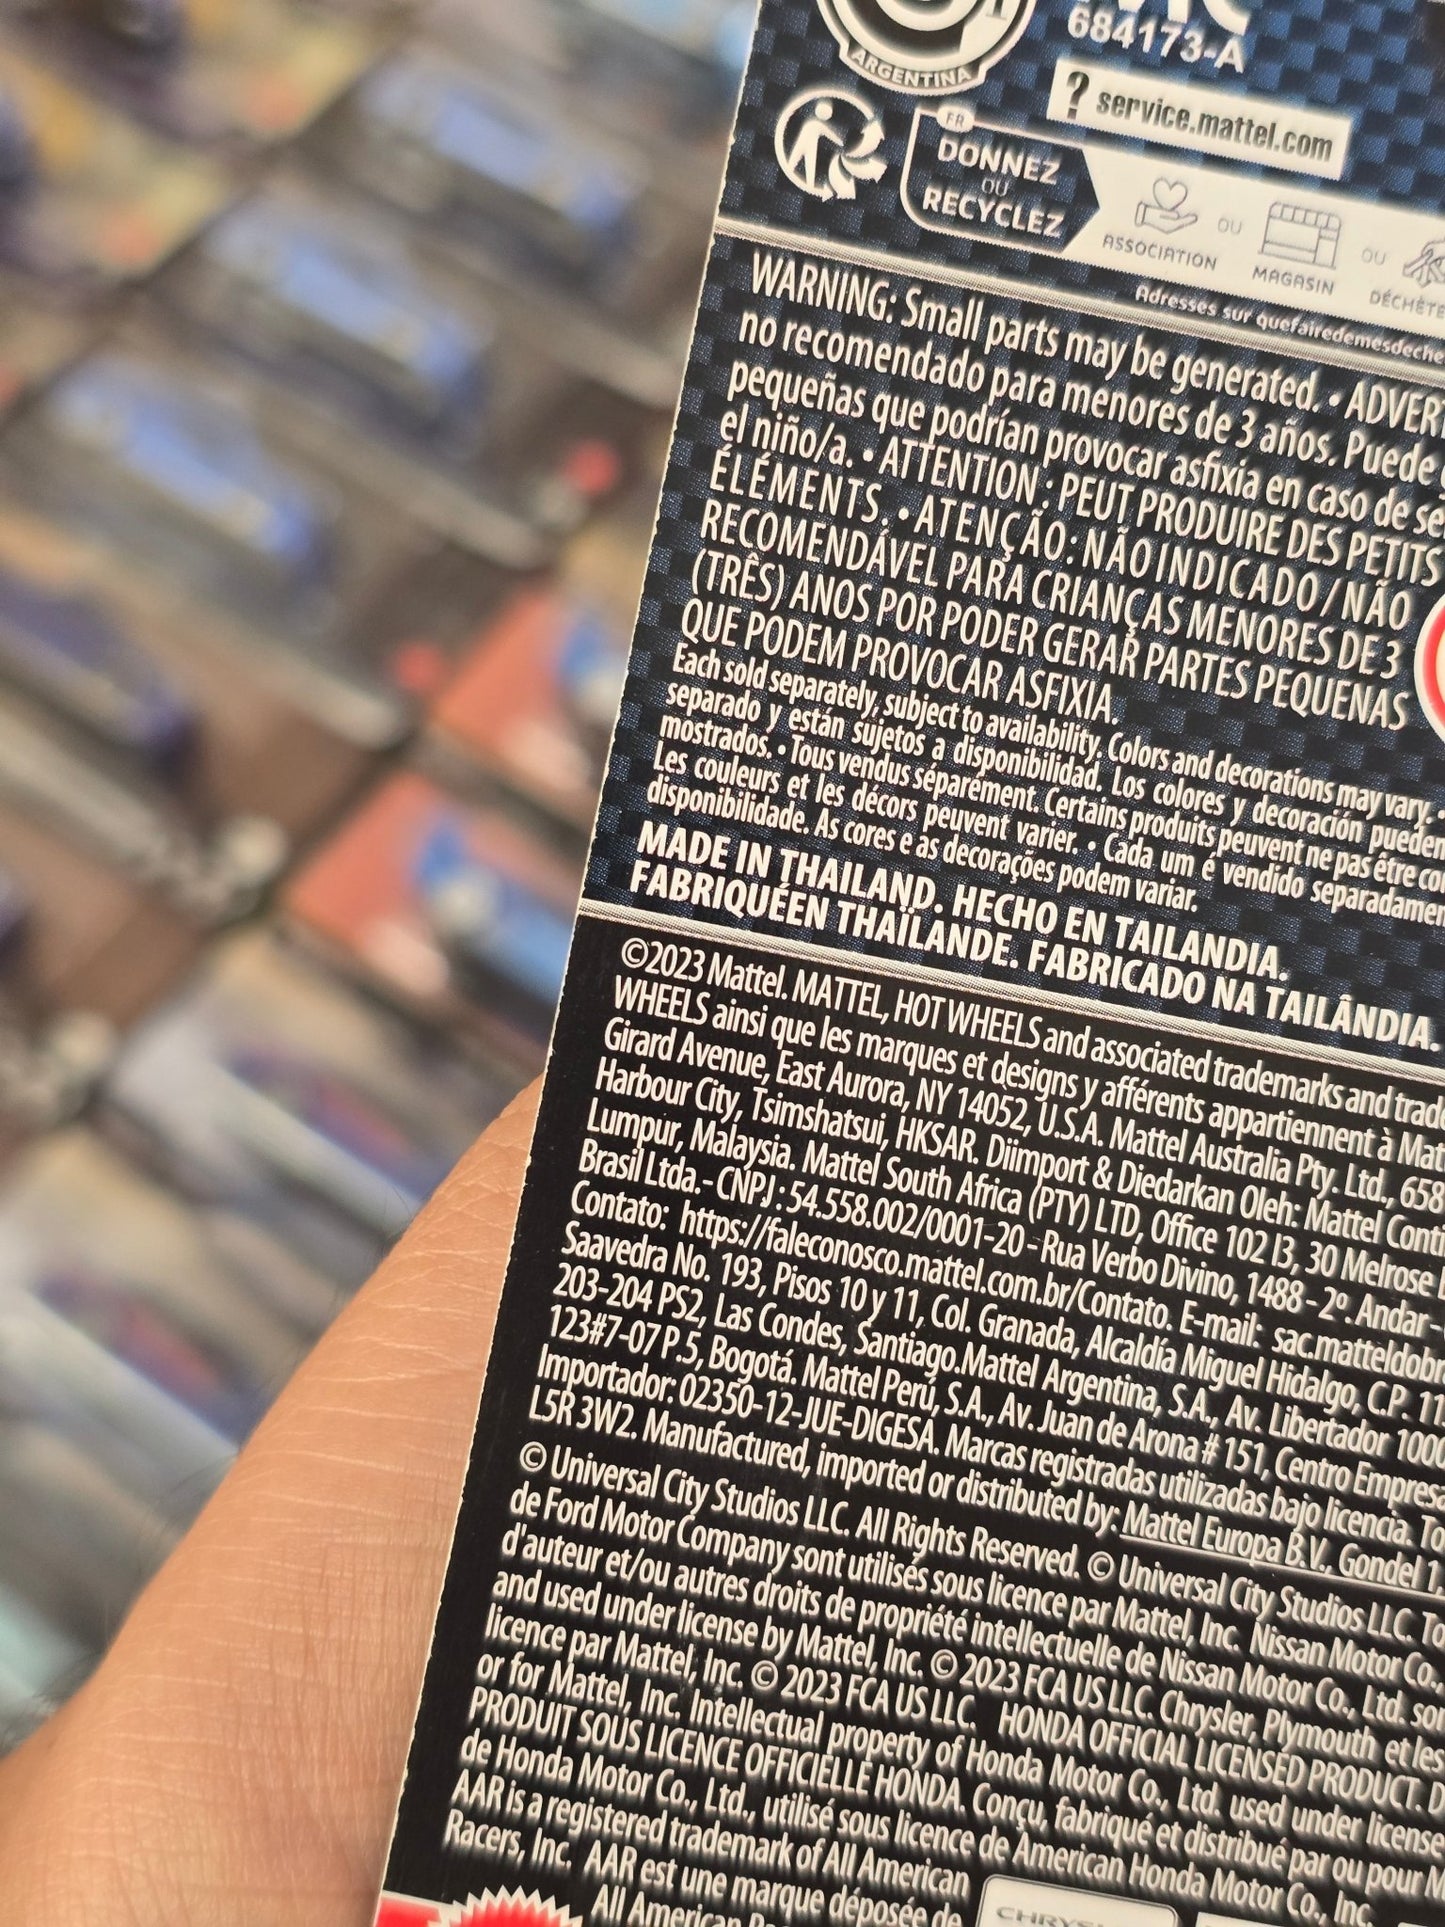 ARGENTINA
684173-A
? service.mattel.com
FR
DONNEZ
OU
RECYCLEZ
ASSOCIATION
OU
MAGASIN
OU
Adresses sur
WARNING: Small parts may be generated. •
no recomendado para menores de 3 años. Puede
pequeñas que podrían provocar asfixia en caso de
el niño/a. • ATTENTION : PEUT PRODUIRE DES PETITS
ÉLÉMENTS. • ATENÇÃO: NÃO INDICADO / NÃO
RECOMENDÁVEL PARA CRIANÇAS MENORES DE 3
(TRÊS) ANOS POR PODER GERAR PARTES PEQUENAS
QUE PODEM PROVOCAR ASFIXIA.
Each sold separately, subject to availability. Colors and decorations may vary. •
separado y están sujetos a disponibilidad. Los colores y decoración pueden
mostrados. • Tous vendus séparément. Certains produits peuvent ne pas être
Les couleurs et les décors peuvent varier. • Cada um é vendido
disponibilidade. As cores e as decorações podem variar.
MADE IN THAILAND. HECHO EN TAILANDIA.
FABRIQUÉEN THAÏLANDE. FABRICADO NA TAILÂNDIA.
©2023 Mattel. MATTEL, HOT WHEELS and associated trademarks and
WHEELS ainsi que les marques et designs y afférents appartiennent à
Girard Avenue, East Aurora, NY 14052, U.S.A. Mattel Australia Pty. Ltd.,
Harbour City, Tsimshatsui, HKSAR. Diimport & Diedarkan Oleh: Mattel
Lumpur, Malaysia. Mattel South Africa (PTY) LTD, Office 102 I3, 30 Melrose
Brasil Ltda.- CNPJ : 54.558.002/0001-20 - Rua Verbo Divino, 1488 - 2º. Andar -
Contato: https://faleconosco.mattel.com.br/Contato. E-mail:
Saavedra No. 193, Pisos 10 y 11, Col. Granada, Alcaldía Miguel Hidalgo, C.P.
203-204 PS2, Las Condes, Santiago.Mattel Argentina, S.A., Av. Libertador
123#7-07 P.5, Bogotá. Mattel Perú, S.A., Av. Juan de Arona # 151, Centro
Importador: 02350-12-JUE-DIGESA. Marcas registradas utilizadas bajo licencia.
L5R 3W2. Manufactured, imported or distributed by: Mattel Europa B.V., Gondel 1,
© Universal City Studios LLC. All Rights Reserved. © Universal City Studios LLC.
de Ford Motor Company sont utilisés sous licence par Mattel, Inc. Nissan Motor Co.,
d'auteur et/ou autres droits de propriété intellectuelle de Nissan Motor Co., Ltd.
and used under license by Mattel, Inc. © 2023 FCA US LLC. Chrysler, Plymouth et les
licence par Mattel, Inc. © 2023 FCA US LLC. HONDA OFFICIAL LICENSED PRODUCT.
or for Mattel, Inc. Intellectual property of Honda Motor Co., Ltd. used under license
PRODUIT SOUS LICENCE OFFICIELLE HONDA. Conçu, fabriqué et distribué par ou pour
de Honda Motor Co., Ltd., utilisé sous licence de American Honda Motor Co., Inc.
AAR is a registered trademark of All American
Racers, Inc. AAR est une marque déposée de
All American